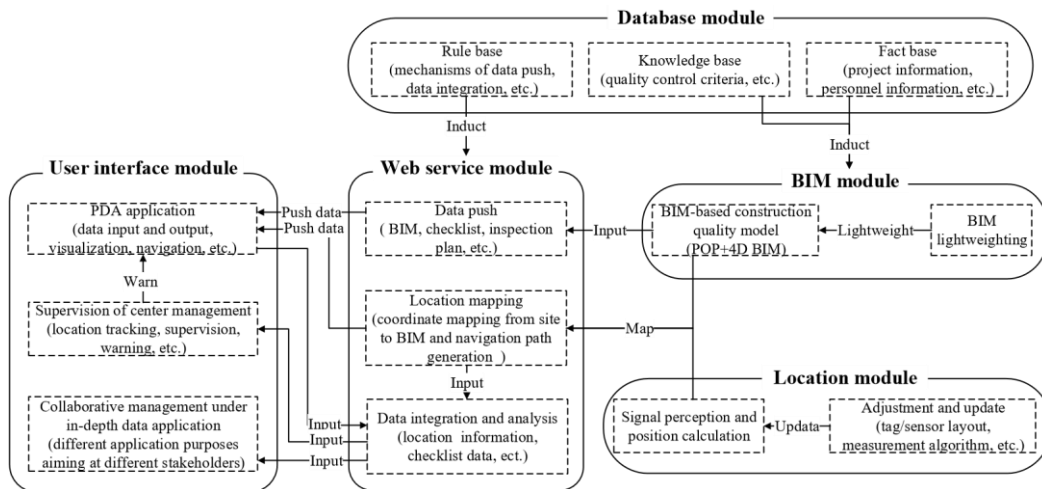 Database module
Rule base
(mechanisms of data push,
data integration, etc.)
Knowledge base
(quality control criteria, etc.)
Fact base
(project information,
personnel information, etc.)
Induct
Induct
User interface module
PDA application
(data input and output,
visualization, navigation, etc.)
Warn
Supervision of center management
(location tracking, supervision,
warning, etc.)
Collaborative management under
in-depth data application
(different application purposes
aiming at different stakeholders)
Push data
Push data
Input
Input
Input
Web service module
Data push
( BIM, checklist, inspection
plan, etc.)
Location mapping
(coordinate mapping from site
to BIM and navigation path
generation )
Input
Data integration and analysis
(location information,
checklist data, ect.)
Input
Map
BIM module
BIM-based construction
quality model
(POP+4D BIM)
Lightweight
BIM
lightweighting
Location module
Signal perception and
position calculation
Updata
Adjustment and update
(tag/sensor layout,
measurement algorithm, etc.)